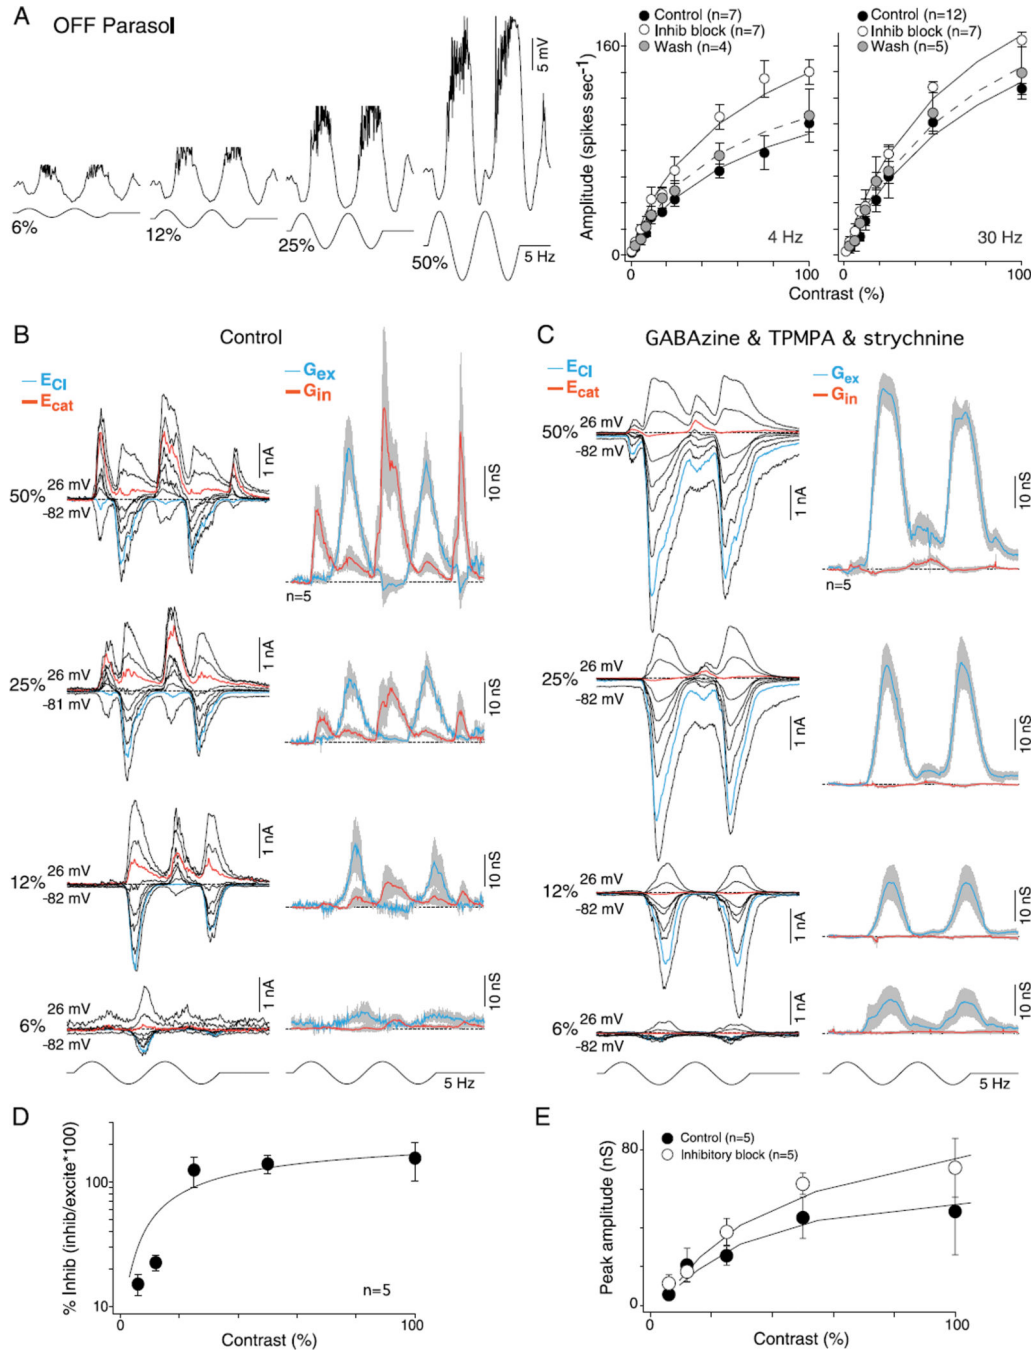 A
OFF Parasol
5 mV
6%
12%
25%
50%
5 Hz
Control (n=7)
Inhib block (n=7)
Wash (n=4)
Control (n=12)
Inhib block (n=7)
Wash (n=5)
Amplitude (spikes sec⁻¹)
160
80
0
4 Hz
30 Hz
0
100
0
100
Contrast (%)
B
Control
E_Cl
E_cat
G_ex
G_in
50%
26 mV
-82 mV
1 nA
10 nS
n=5
25%
26 mV
-81 mV
1 nA
10 nS
12%
26 mV
-82 mV
1 nA
10 nS
6%
26 mV
-82 mV
1 nA
10 nS
5 Hz
C
GABAzine & TPMPA & strychnine
E_Cl
E_cat
G_ex
G_in
50%
26 mV
-82 mV
1 nA
10 nS
n=5
25%
26 mV
-82 mV
1 nA
10 nS
12%
26 mV
-82 mV
1 nA
10 nS
6%
26 mV
-82 mV
1 nA
10 nS
5 Hz
D
% Inhib (inhib/excite*100)
100
10
n=5
0
100
Contrast (%)
E
Control (n=5)
Inhibitory block (n=5)
Peak amplitude (nS)
80
0
0
100
Contrast (%)